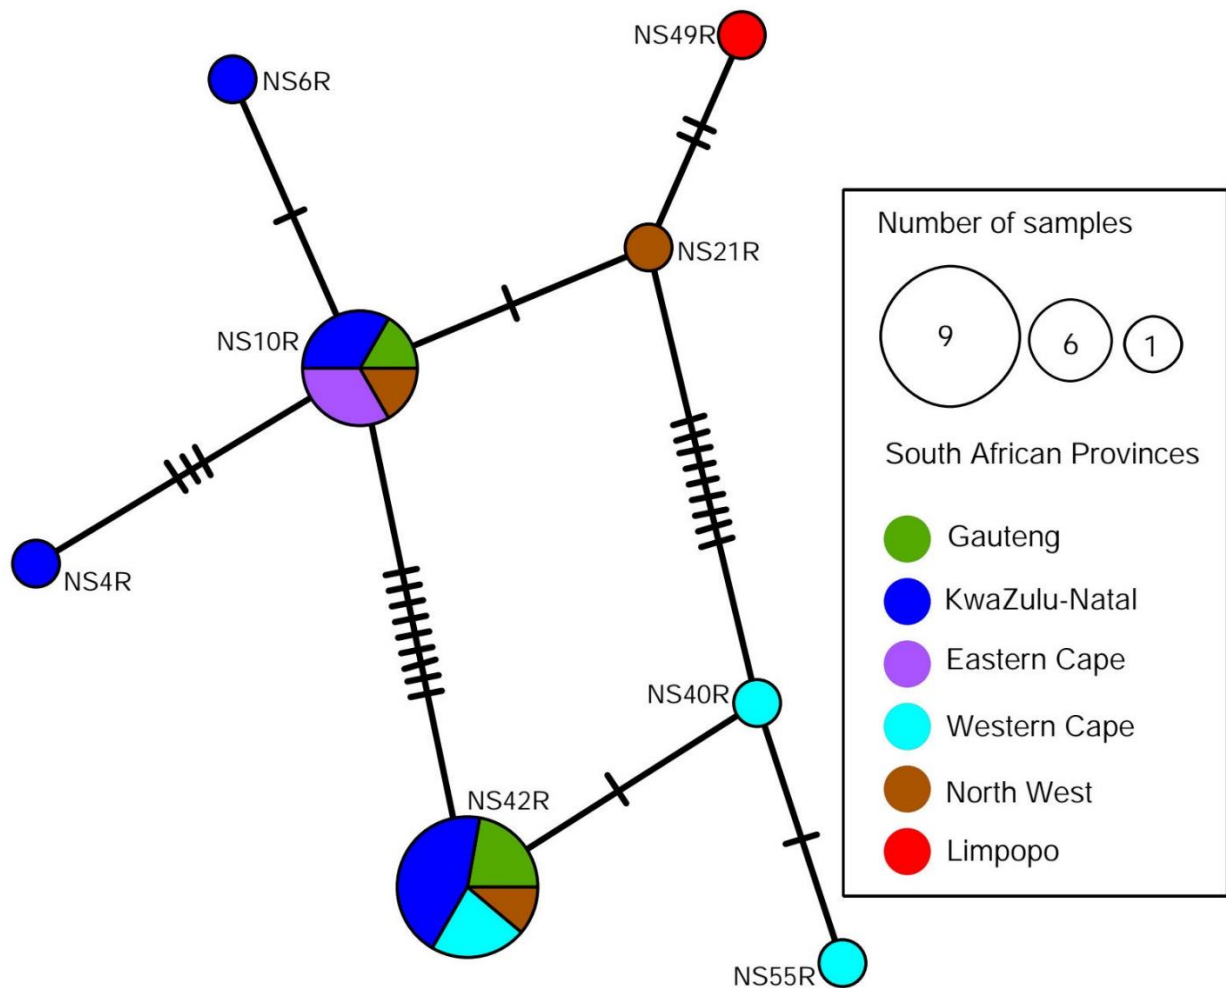 NS49R
NS6R
NS21R
NS10R
NS4R
NS40R
NS42R
NS55R
Number of samples
9 6 1
South African Provinces
Gauteng
KwaZulu-Natal
Eastern Cape
Western Cape
North West
Limpopo